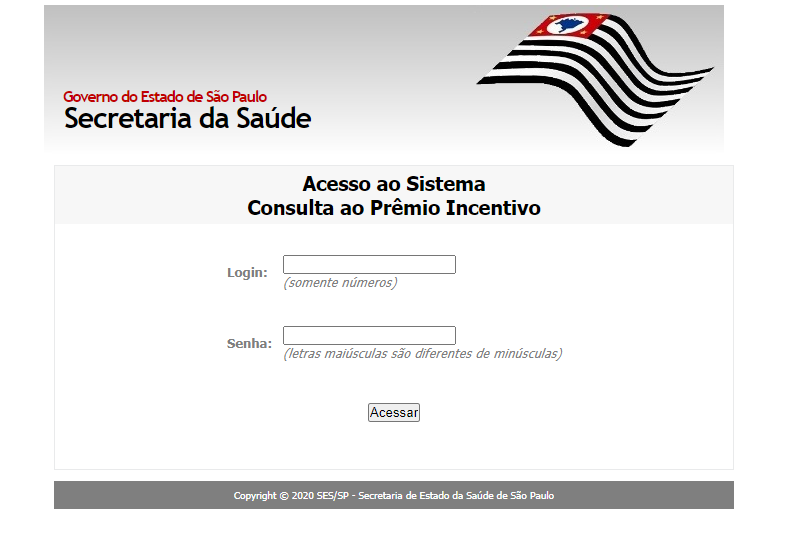 Governo do Estado de São Paulo
Secretaria da Saúde
Acesso ao Sistema
Consulta ao Prêmio Incentivo
Login:
(somente números)
Senha:
(letras maiúsculas são diferentes de minúsculas)
Acessar
Copyright © 2020 SES/SP - Secretaria de Estado da Saúde de São Paulo